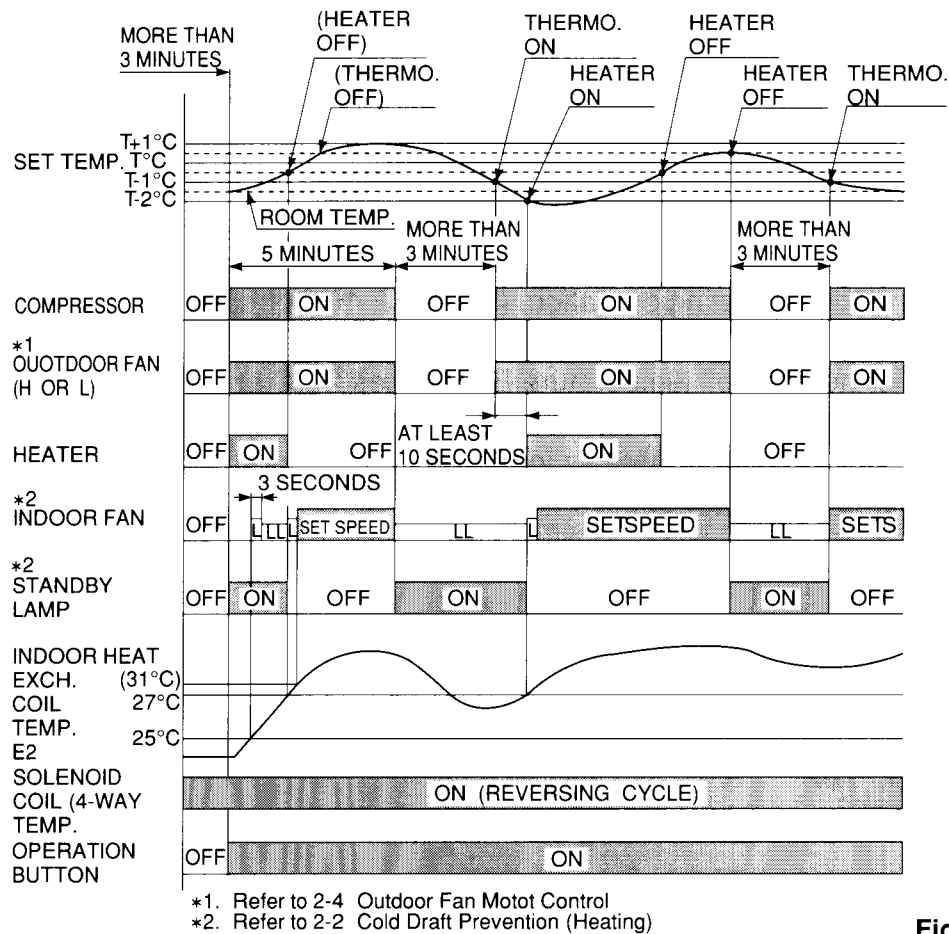 MORE THAN
3 MINUTES
(HEATER
OFF)
(THERMO.
OFF)
THERMO.
ON
HEATER
ON
HEATER
OFF
HEATER
OFF
THERMO.
ON
T+1°C
SET TEMP. T°C
T-1°C
T-2°C
ROOM TEMP.
5 MINUTES
MORE THAN
3 MINUTES
MORE THAN
3 MINUTES
COMPRESSOR OFF ON OFF ON OFF ON
*1
OUOTDOOR FAN
(H OR L)
OFF ON OFF ON OFF ON
AT LEAST
10 SECONDS
HEATER OFF ON OFF ON OFF
3 SECONDS
*2
INDOOR FAN OFF L LL L SET SPEED LL L SETSPEED LL SETS
*2
STANDBY
LAMP
OFF ON OFF ON OFF ON OFF
INDOOR HEAT
EXCH. (31°C)
COIL 27°C
TEMP. 25°C
E2
SOLENOID
COIL (4-WAY
TEMP.
ON (REVERSING CYCLE)
OPERATION
BUTTON
OFF ON
*1. Refer to 2-4 Outdoor Fan Motot Control
*2. Refer to 2-2 Cold Draft Prevention (Heating)
Fig